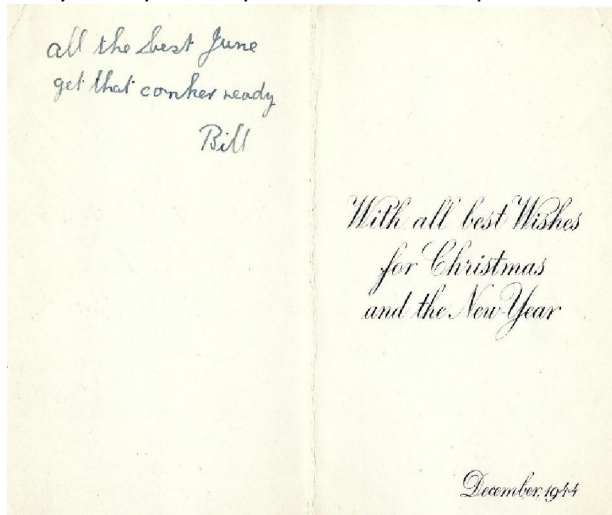 all the best June
get that conker ready
Bill
With all best Wishes
for Christmas
and the New Year
December 1944